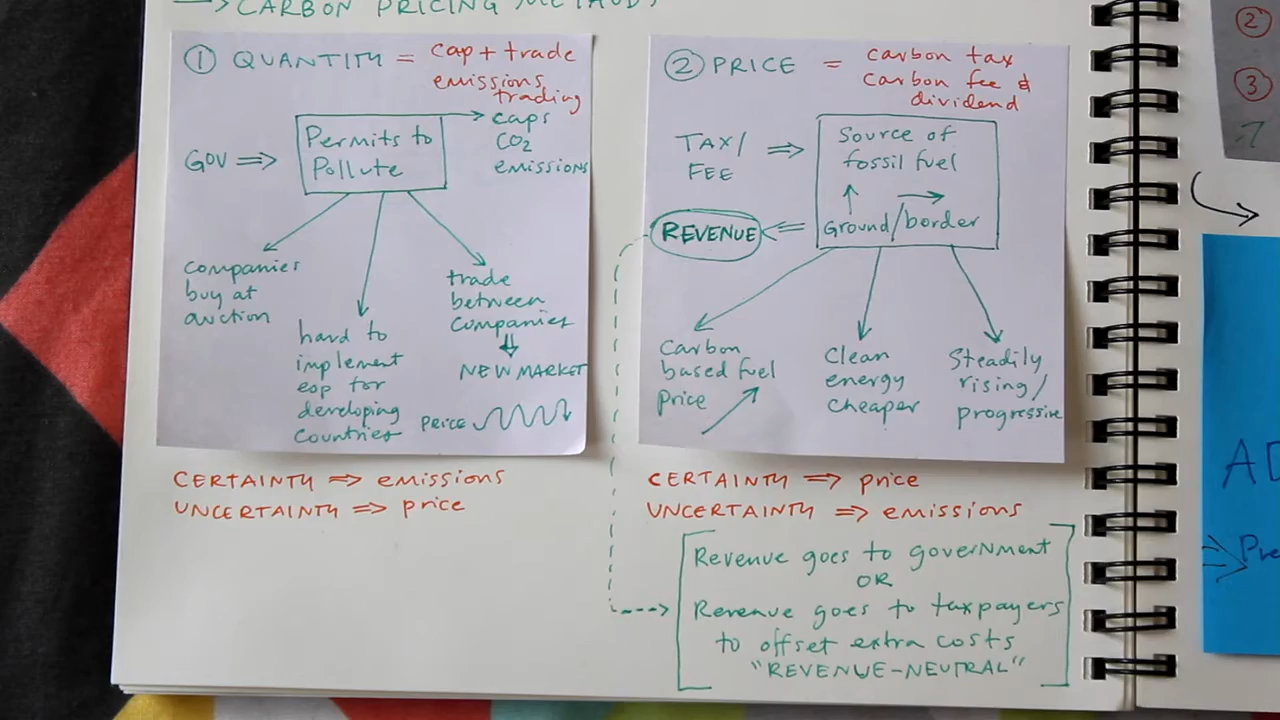 → CARBON PRICING METHODS
① QUANTITY = cap + trade
emissions
trading
GOV ⇒
Permits to
Pollute
→ caps
CO2
emissions
companies
buy at
auction
hard to
implement
esp for
developing
countries
trade
between
companies
⇓
NEW MARKET
Price
CERTAINTY ⇒ emissions
UNCERTAINTY ⇒ price
② PRICE = carbon tax
carbon fee &
dividend
TAX/
FEE ⇒
Source of
fossil fuel
↑ →
Ground/border
REVENUE ⇐
Carbon
based fuel
price ↗
Clean
energy
cheaper
Steadily
rising/
progressive
CERTAINTY ⇒ price
UNCERTAINTY ⇒ emissions
Revenue goes to government
OR
Revenue goes to taxpayers
to offset extra costs
"REVENUE-NEUTRAL"
②
③